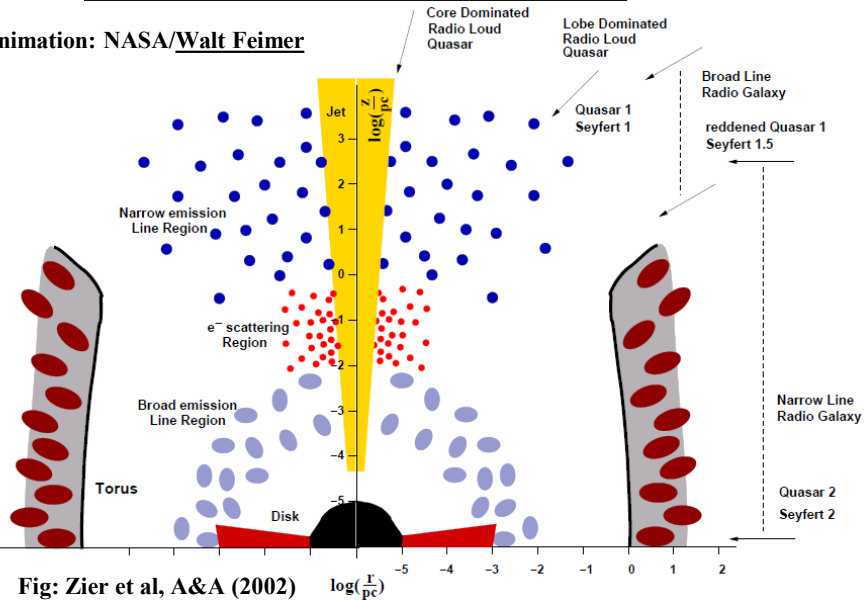 Core Dominated
Radio Loud
Quasar
Lobe Dominated
Radio Loud
Quasar
nimation: NASA/Walt Feimer
Broad Line
Radio Galaxy
Jet
log(z/pc)
Quasar 1
Seyfert 1
reddened Quasar 1
Seyfert 1.5
3
2
1
0
−1
−2
−3
−4
−5
Narrow emission
Line Region
e− scattering
Region
Broad emission
Line Region
Narrow Line
Radio Galaxy
Torus
Disk
Quasar 2
Seyfert 2
−5 −4 −3 −2 −1 0 1 2
Fig: Zier et al, A&A (2002)
log(r/pc)